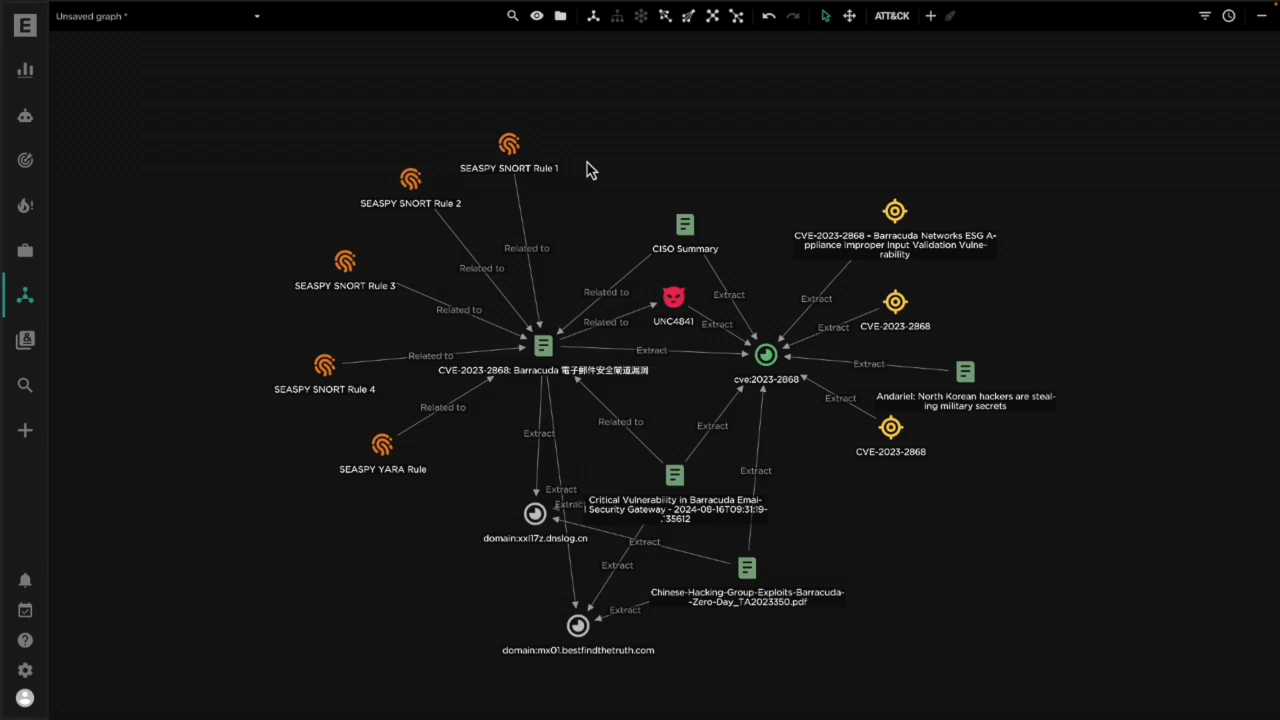 Unsaved graph *
ATT&CK
E
SEASPY SNORT Rule 1
SEASPY SNORT Rule 2
CISO Summary
CVE-2023-2868 - Barracuda Networks ESG A-
ppliance Improper Input Validation Vulne-
rability
Related to
Related to
SEASPY SNORT Rule 3
Related to
Extract
Extract
Related to
UNC4841
Related to
Extract
Extract
CVE-2023-2868
Related to
Extract
Extract
CVE-2023-2868: Barracuda 電子郵件安全閘道漏洞
cve:2023-2868
SEASPY SNORT Rule 4
Andariel: North Korean hackers are steal-
ing military secrets
Extract
Related to
Related to
Extract
Extract
CVE-2023-2868
SEASPY YARA Rule
Extract
Extract
Extract
Critical Vulnerability in Barracuda Emai-
l Security Gateway - 2024-08-16T09:31:19-
.735612
domain:xxl17z.dnslog.cn
Extract
Extract
Chinese-Hacking-Group-Exploits-Barracuda-
-Zero-Day_TA2023350.pdf
Extract
domain:mx01.bestfindthetruth.com